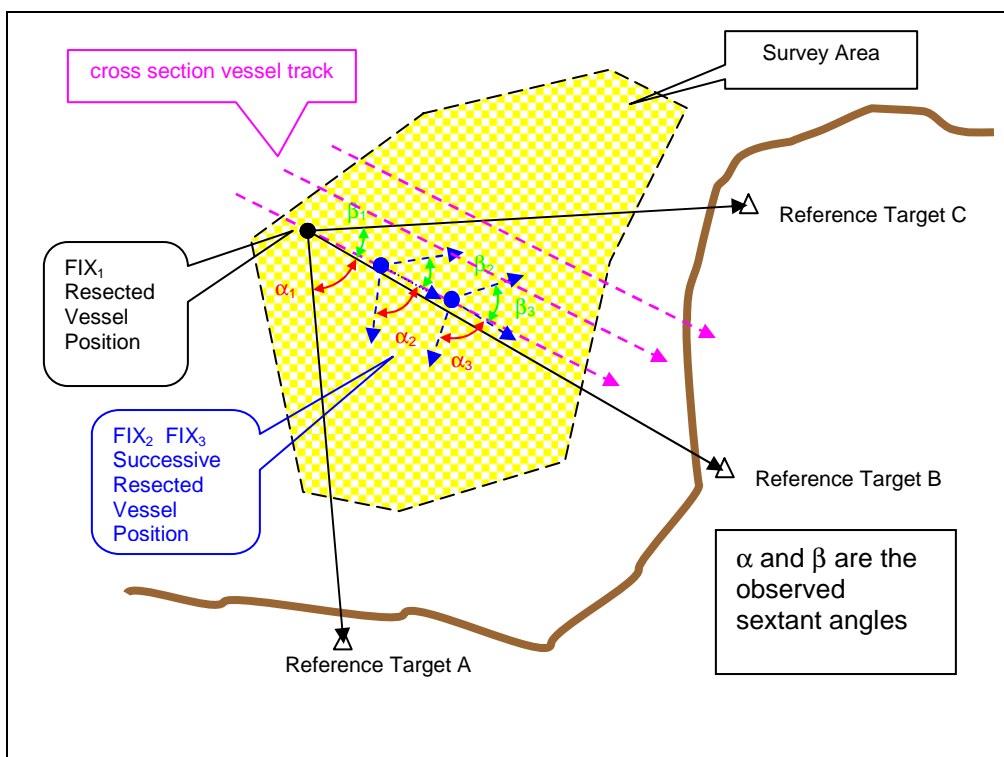 cross section vessel track
Survey Area
β₁
Reference Target C
FIX₁
Resected
Vessel
Position
α₁
β₂
β₃
α₂
α₃
FIX₂ FIX₃
Successive
Resected
Vessel
Position
Reference Target B
α and β are the
observed
sextant angles
Reference Target A